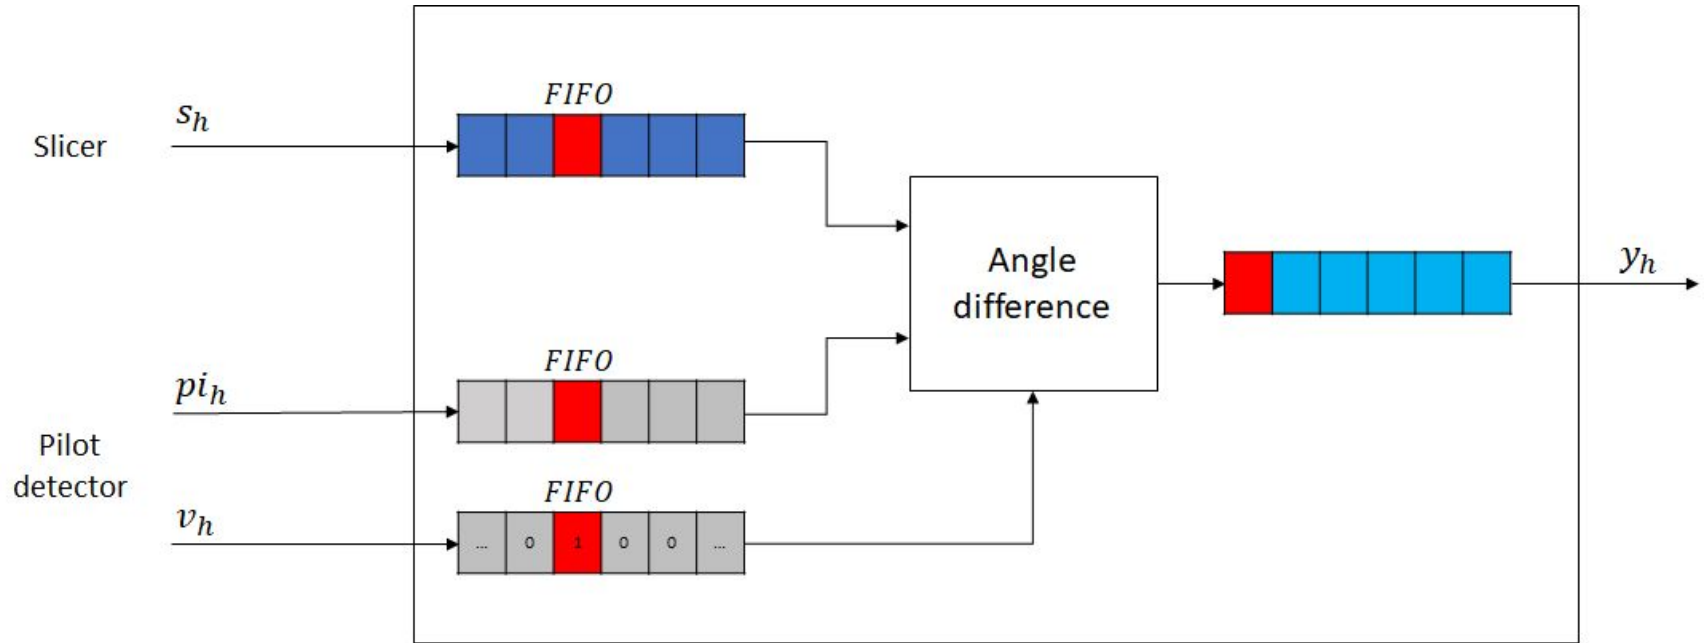 FIFO
s_h
Slicer
Angle
difference
y_h
FIFO
pi_h
Pilot
detector
FIFO
v_h
... 0 1 0 0 ...